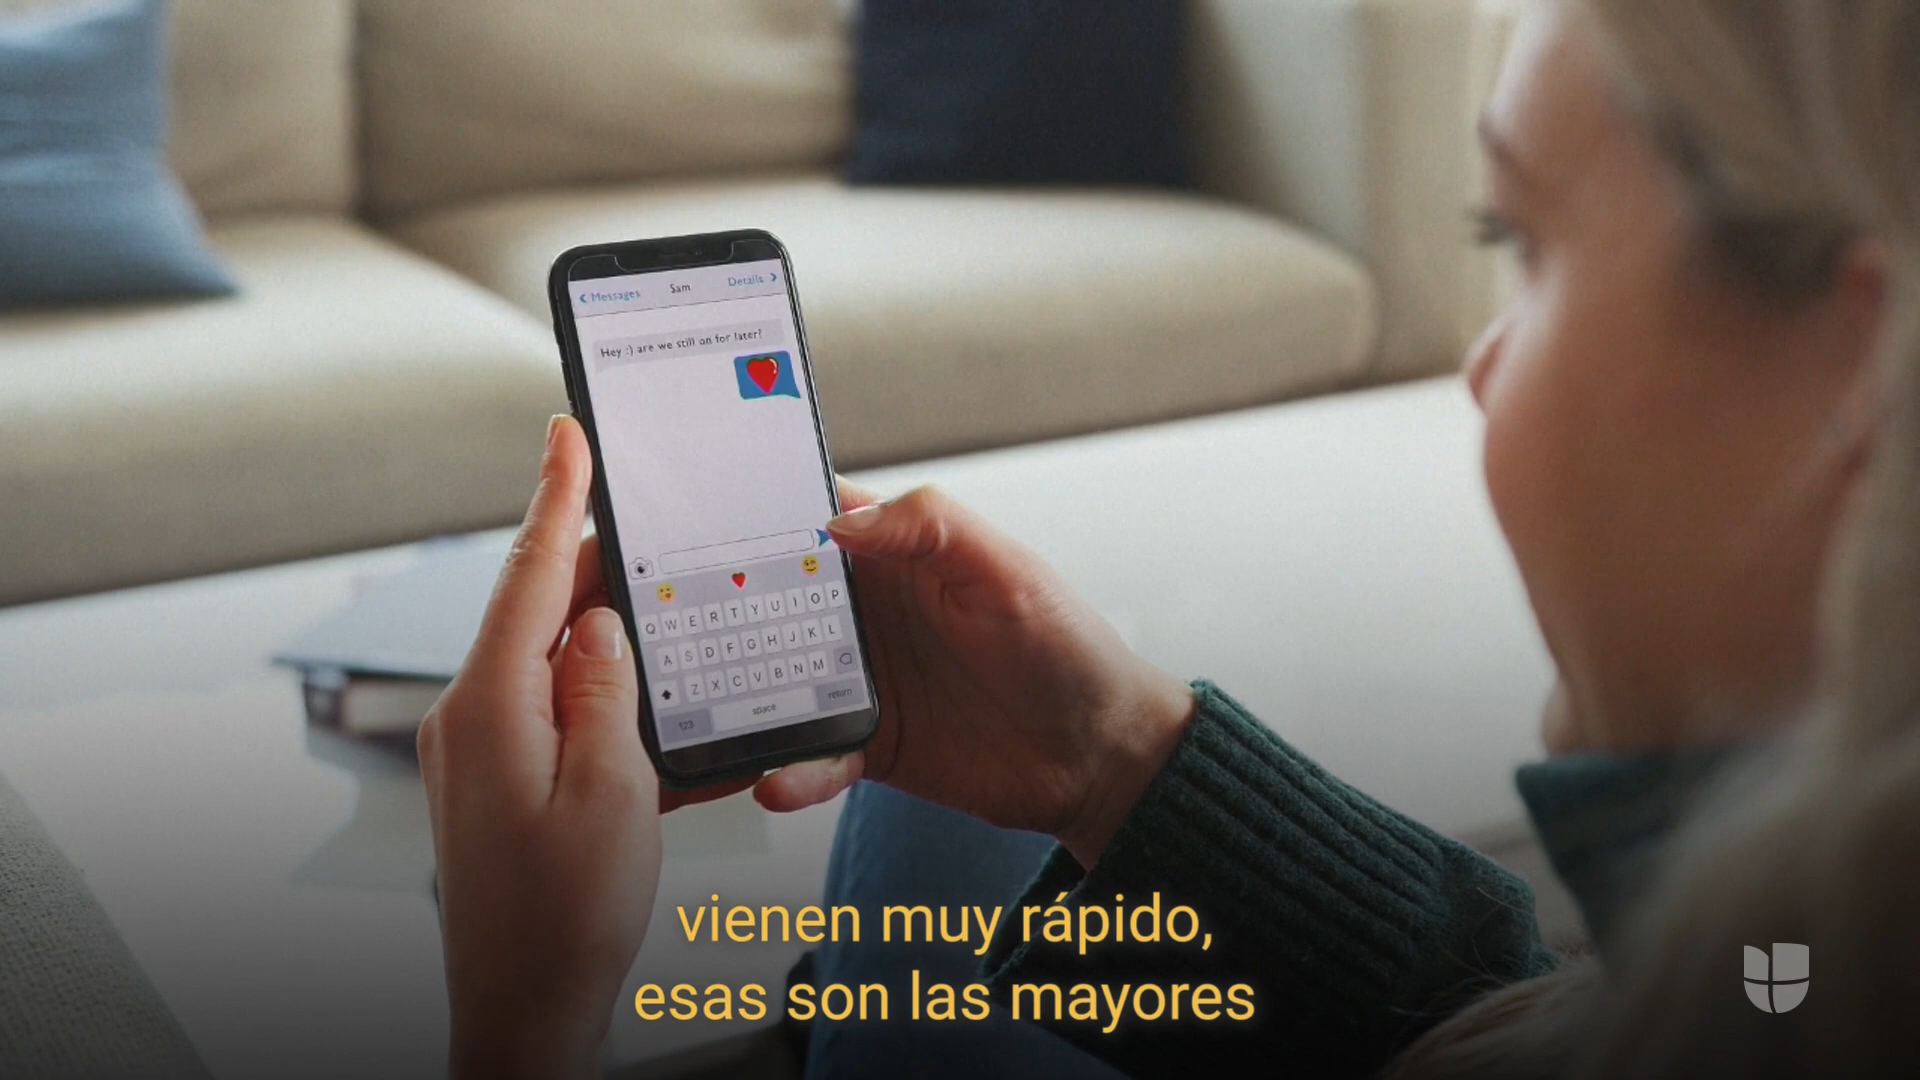 Messages
Sam
Details
Hey :) are we still on for later?
Q W E R T Y U I O P
A S D F G H J K L
Z X C V B N M
123
space
return
vienen muy rápido,
esas son las mayores